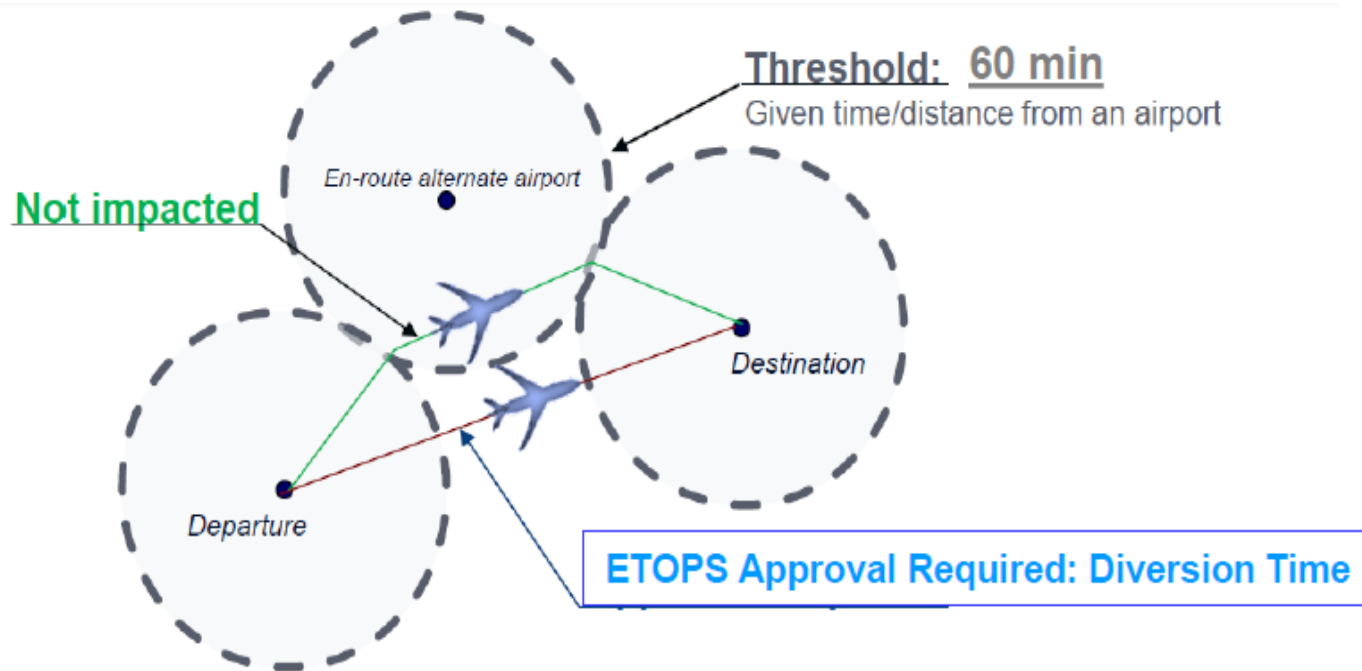 Threshold: 60 min
Given time/distance from an airport
En-route alternate airport
Not impacted
Destination
Departure
ETOPS Approval Required: Diversion Time